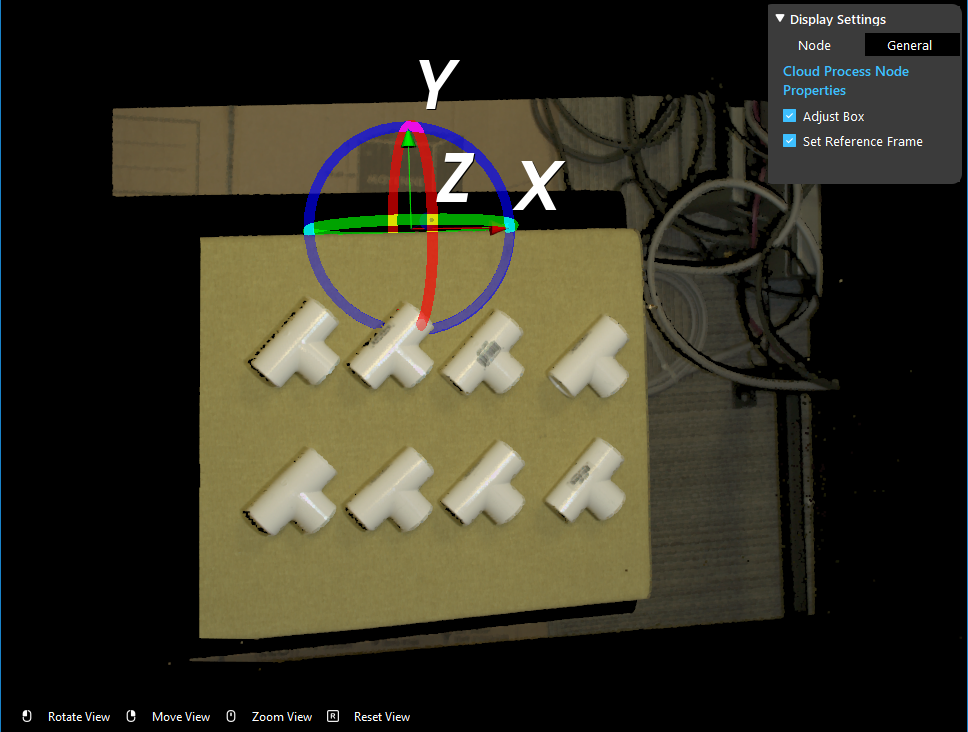 Display Settings
Node General
Cloud Process Node
Properties
Adjust Box
Set Reference Frame
Y
Z
X
Rotate View Move View Zoom View R Reset View